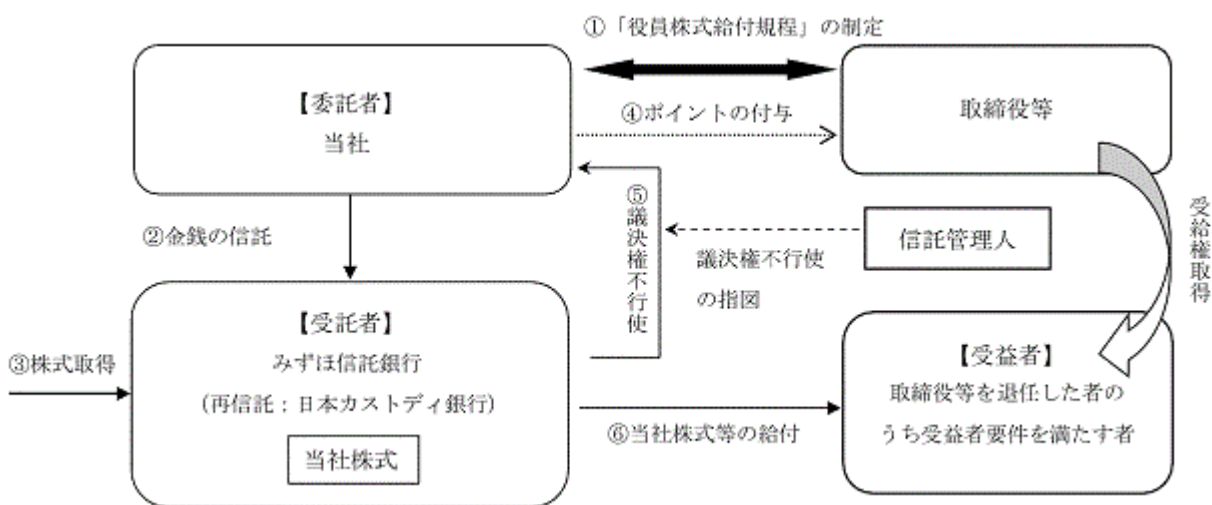 ①「役員株式給付規程」の制定
【委託者】
当社
④ポイントの付与
取締役等
②金銭の信託
⑤議決権不行使
議決権不行使
の指図
信託管理人
受給権取得
③株式取得
【受託者】
みずほ信託銀行
(再信託：日本カストディ銀行)
当社株式
⑥当社株式等の給付
【受益者】
取締役等を退任した者の
うち受益者要件を満たす者